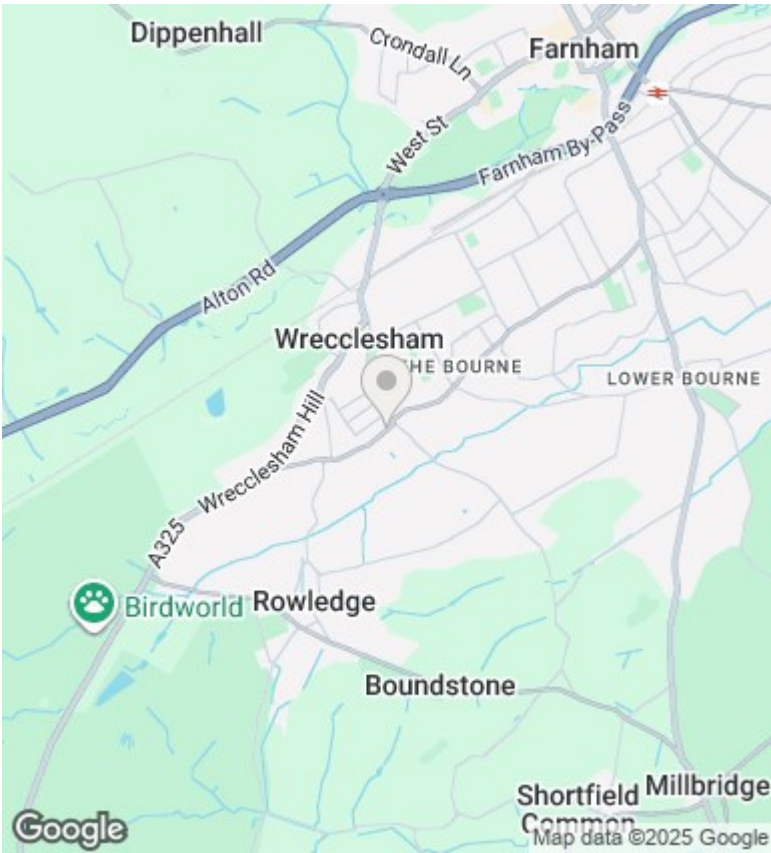 Dippenhall
Crondall Ln
Farnham
West St
Farnham By-Pass
Alton Rd
Wrecclesham
HE BOURNE
LOWER BOURNE
Wrecclesham Hill
A325
Birdworld
Rowledge
Boundstone
Shortfield
Common
Millbridge
Google
Map data ©2025 Google